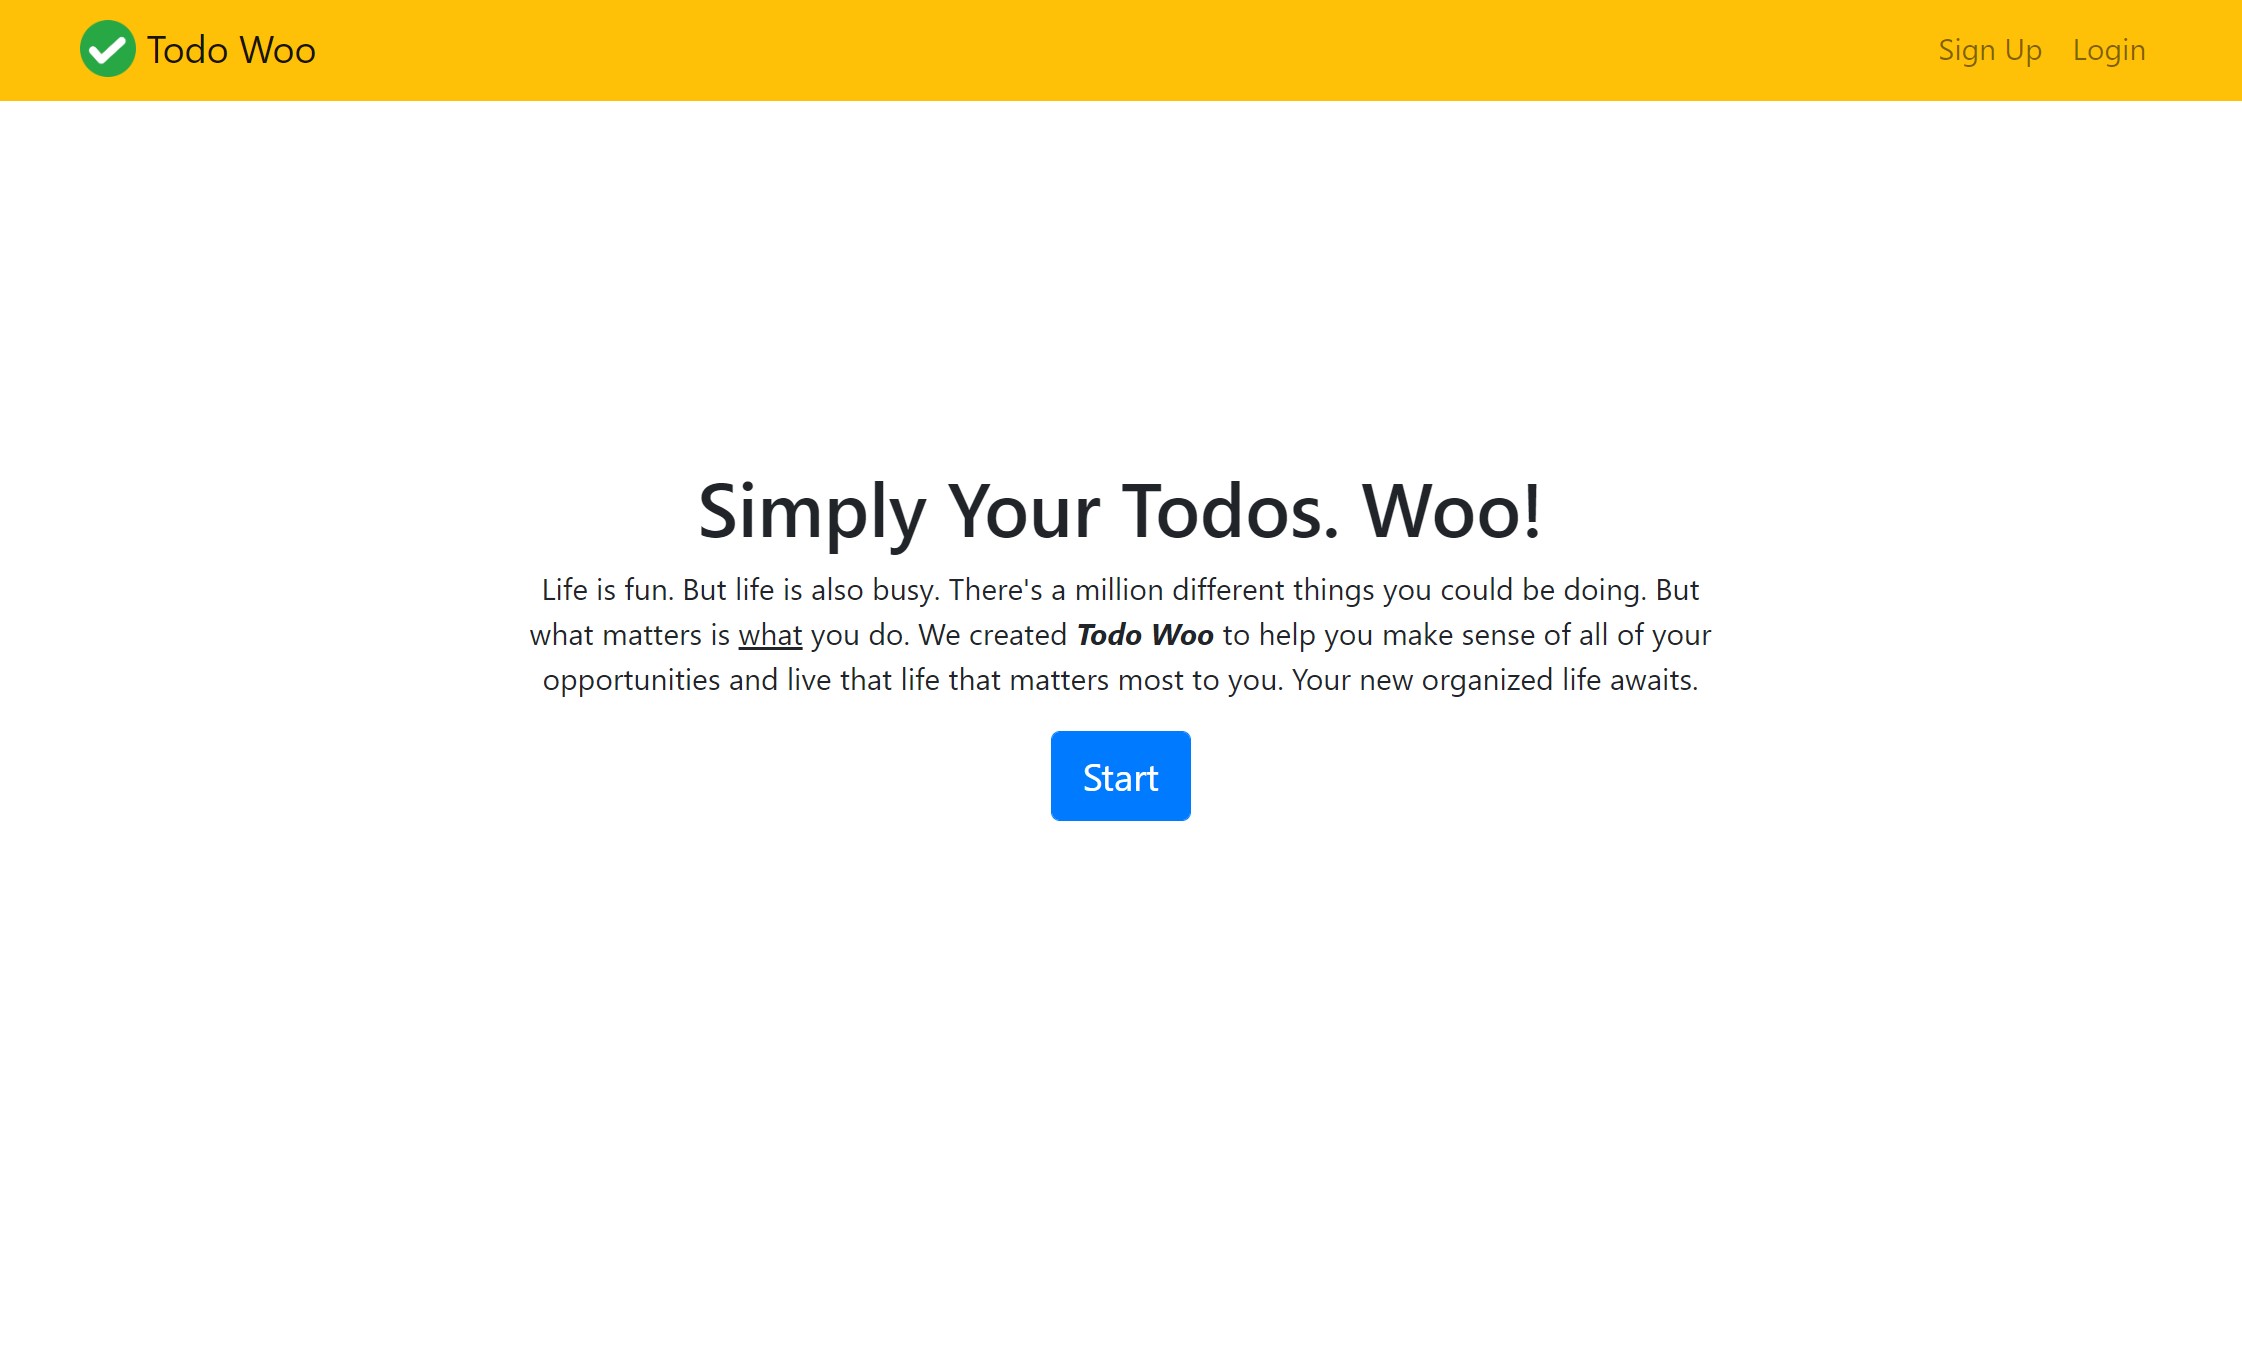 Todo Woo
Sign Up
Login
Simply Your Todos. Woo!
Life is fun. But life is also busy. There's a million different things you could be doing. But
what matters is what you do. We created Todo Woo to help you make sense of all of your
opportunities and live that life that matters most to you. Your new organized life awaits.
Start